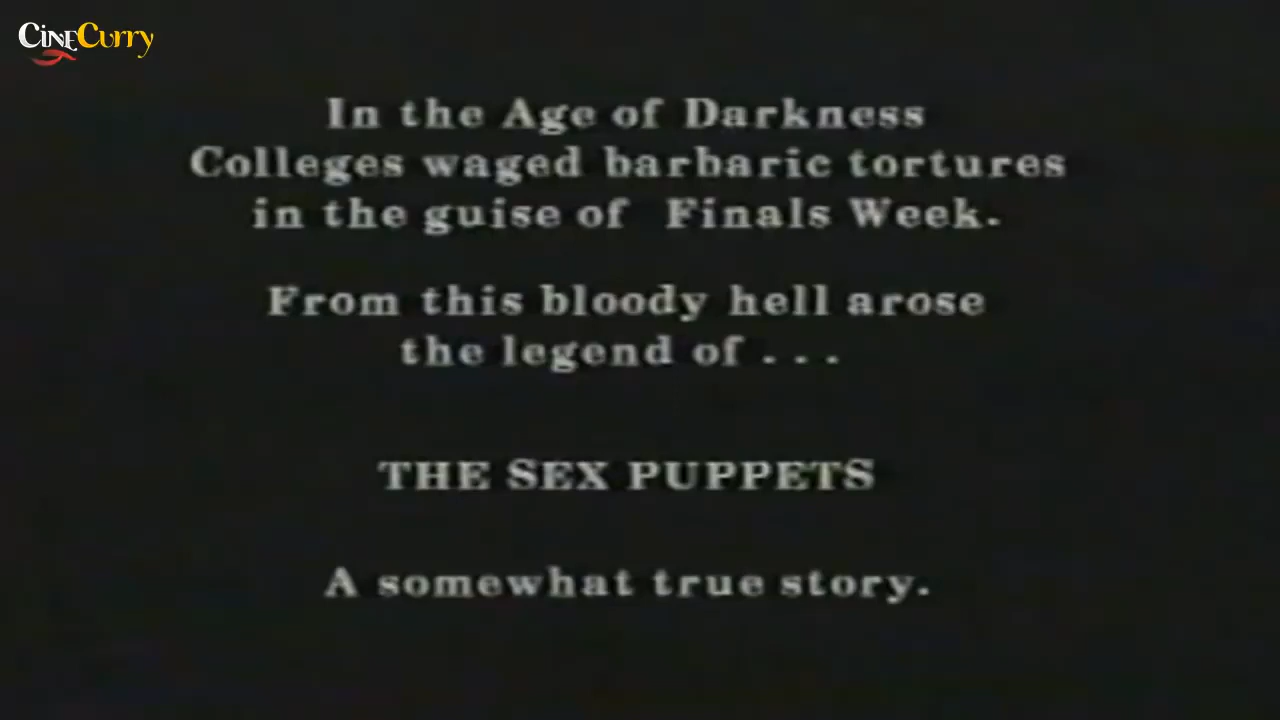 CineCurry
In the Age of Darkness
Colleges waged barbaric tortures
in the guise of Finals Week.
From this bloody hell arose
the legend of . . .
THE SEX PUPPETS
A somewhat true story.